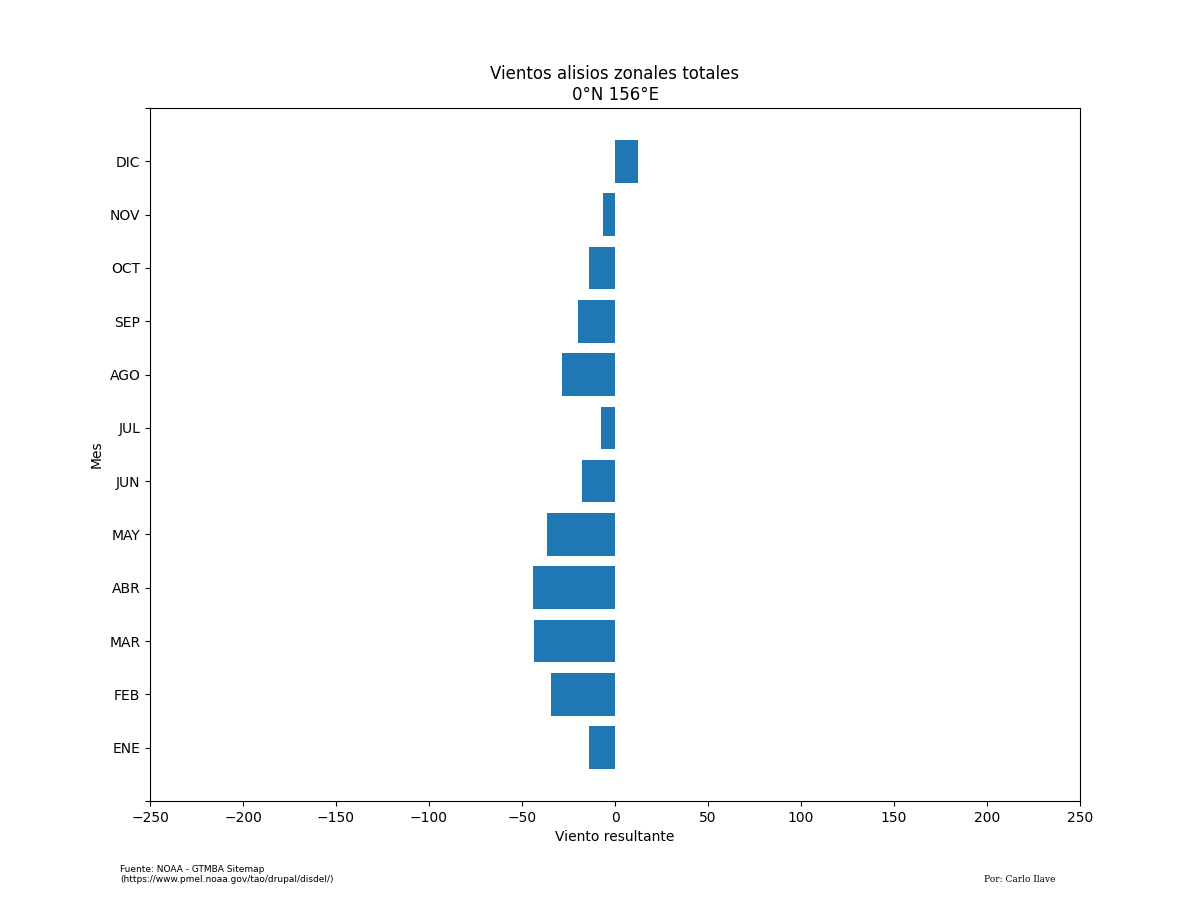 Vientos alisios zonales totales
0°N 156°E
DIC
NOV
OCT
SEP
AGO
JUL
JUN
MAY
ABR
MAR
FEB
ENE
Mes
−250 −200 −150 −100 −50 0 50 100 150 200 250
Viento resultante
Fuente: NOAA - GTMBA Sitemap
(https://www.pmel.noaa.gov/tao/drupal/disdel/)
Por: Carlo Ilave